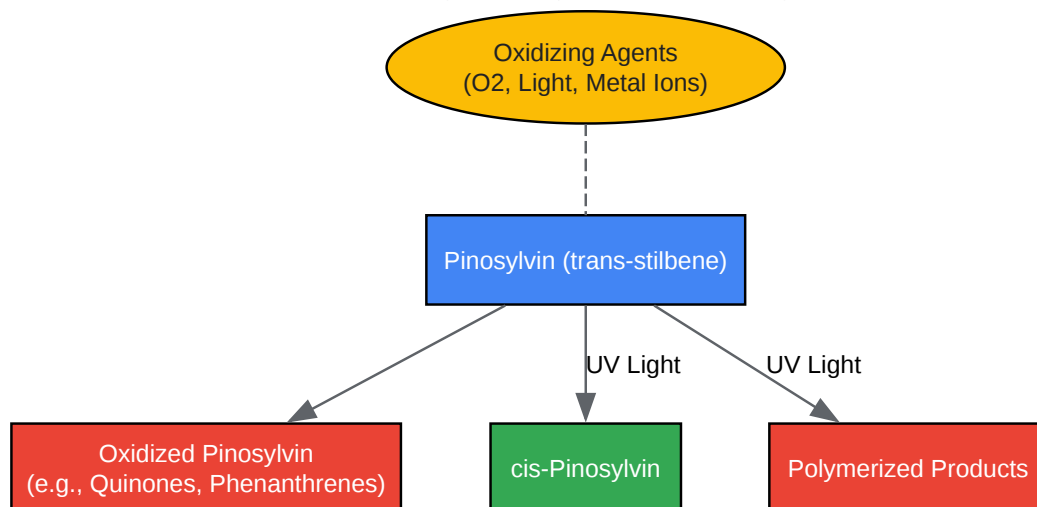 Oxidizing Agents
(O2, Light, Metal Ions)
Pinosylvin (trans-stilbene)
UV Light
UV Light
Oxidized Pinosylvin
(e.g., Quinones, Phenanthrenes)
cis-Pinosylvin
Polymerized Products